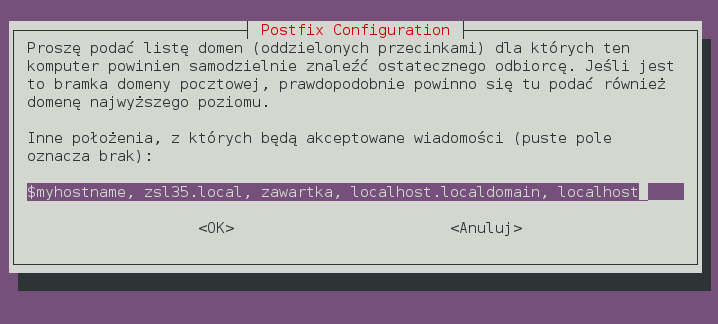 Postfix Configuration
Proszę podać listę domen (oddzielonych przecinkami) dla których ten
komputer powinien samodzielnie znaleźć ostatecznego odbiorcę. Jeśli jest
to bramka domeny pocztowej, prawdopodobnie powinno się tu podać również
domenę najwyższego poziomu.
Inne położenia, z których będą akceptowane wiadomości (puste pole
oznacza brak):
$myhostname, zsl35.local, zawartka, localhost.localdomain, localhost
<OK> <Anuluj>